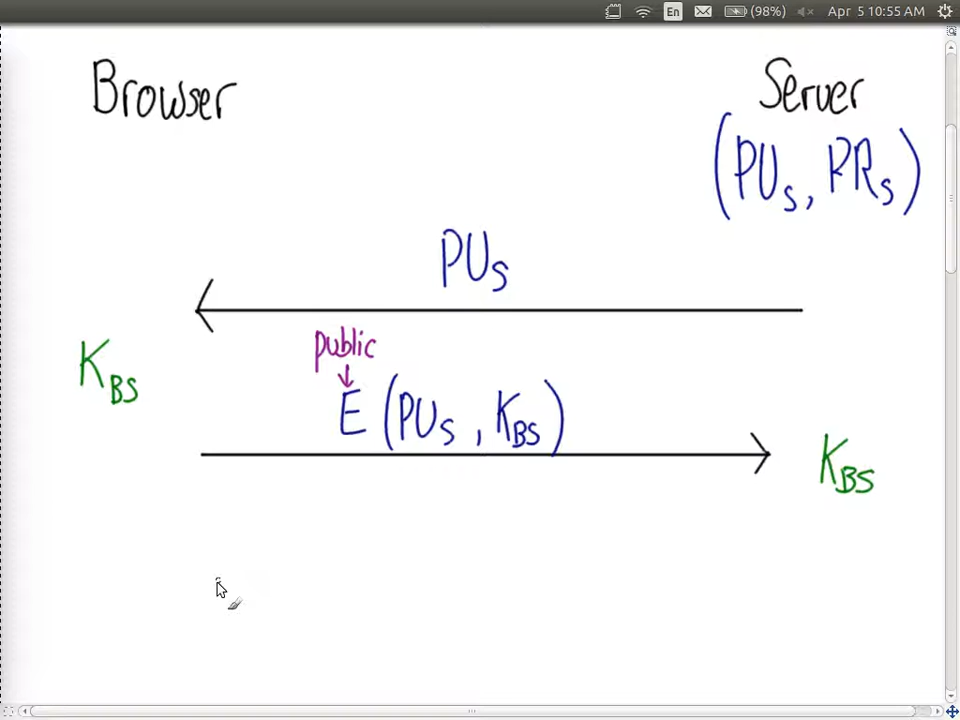 En (98%) Apr 5 10:55 AM
Browser
Server
(PUs, PRs)
PUs
public
KBS
E (PUs, KBS)
KBS